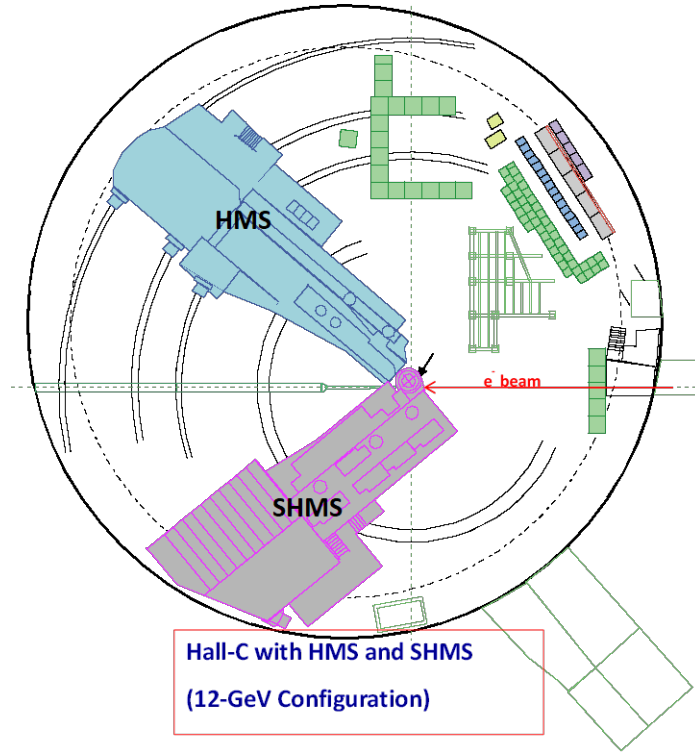 HMS
e- beam
SHMS
Hall-C with HMS and SHMS
(12-GeV Configuration)